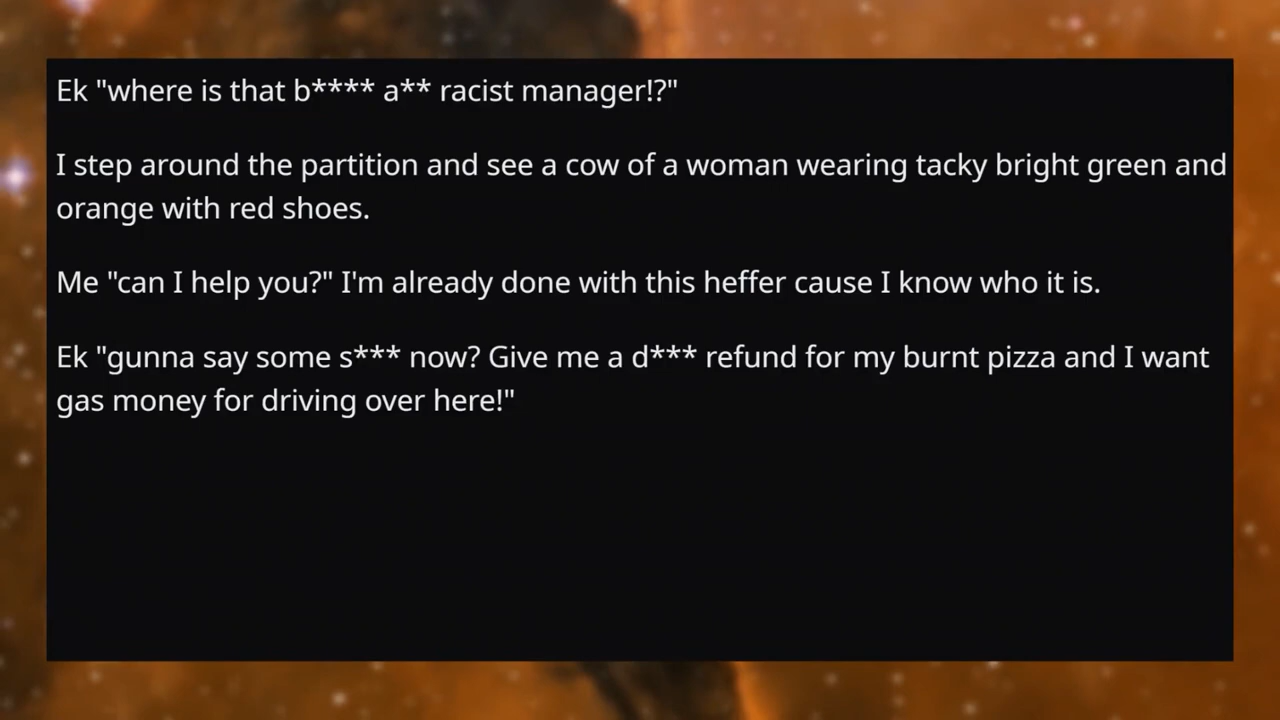 Ek "where is that b**** a** racist manager!?"
I step around the partition and see a cow of a woman wearing tacky bright green and
orange with red shoes.
Me "can I help you?" I'm already done with this heffer cause I know who it is.
Ek "gunna say some s*** now? Give me a d*** refund for my burnt pizza and I want
gas money for driving over here!"